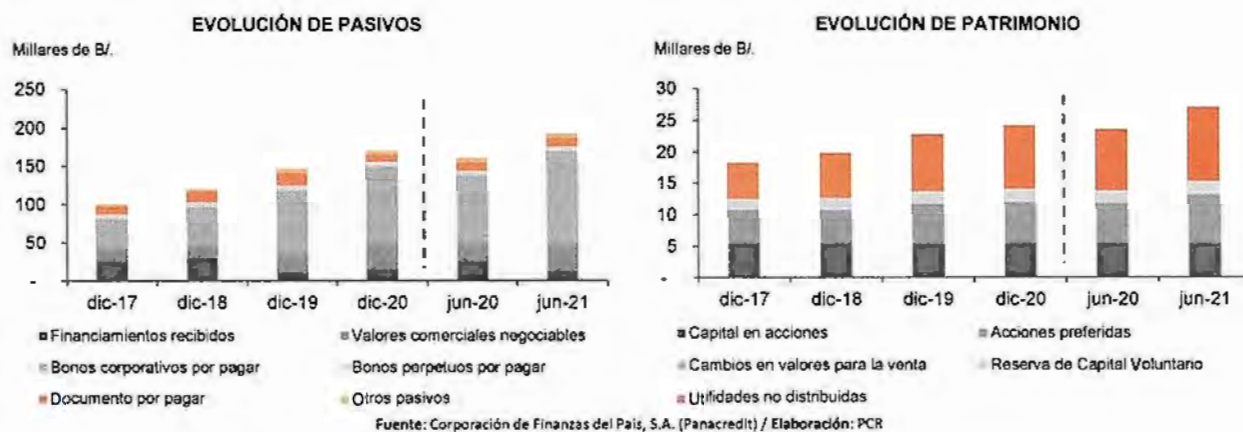 EVOLUCIÓN DE PASIVOS
Millares de B/.
250
200
150
100
50
-
dic-17 dic-18 dic-19 dic-20 jun-20 jun-21
Financiamientos recibidos Valores comerciales negociables
Bonos corporativos por pagar Bonos perpetuos por pagar
Documento por pagar Otros pasivos
EVOLUCIÓN DE PATRIMONIO
Millares de B/.
30
25
20
15
10
5
-
dic-17 dic-18 dic-19 dic-20 jun-20 jun-21
Capital en acciones Acciones preferidas
Cambios en valores para la venta Reserva de Capital Voluntario
Utilidades no distribuidas
Fuente: Corporación de Finanzas del País, S.A. (Panacredit) / Elaboración: PCR